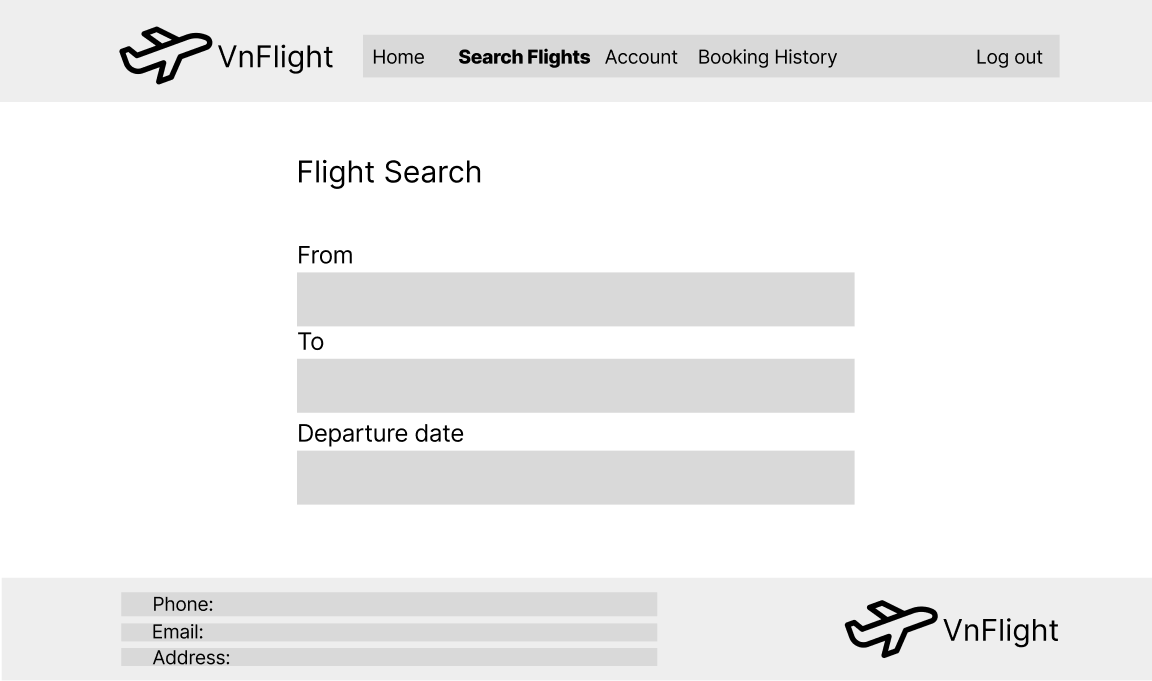 VnFlight
Home Search Flights Account Booking History Log out
Flight Search
From
To
Departure date
Phone:
Email:
Address:
VnFlight